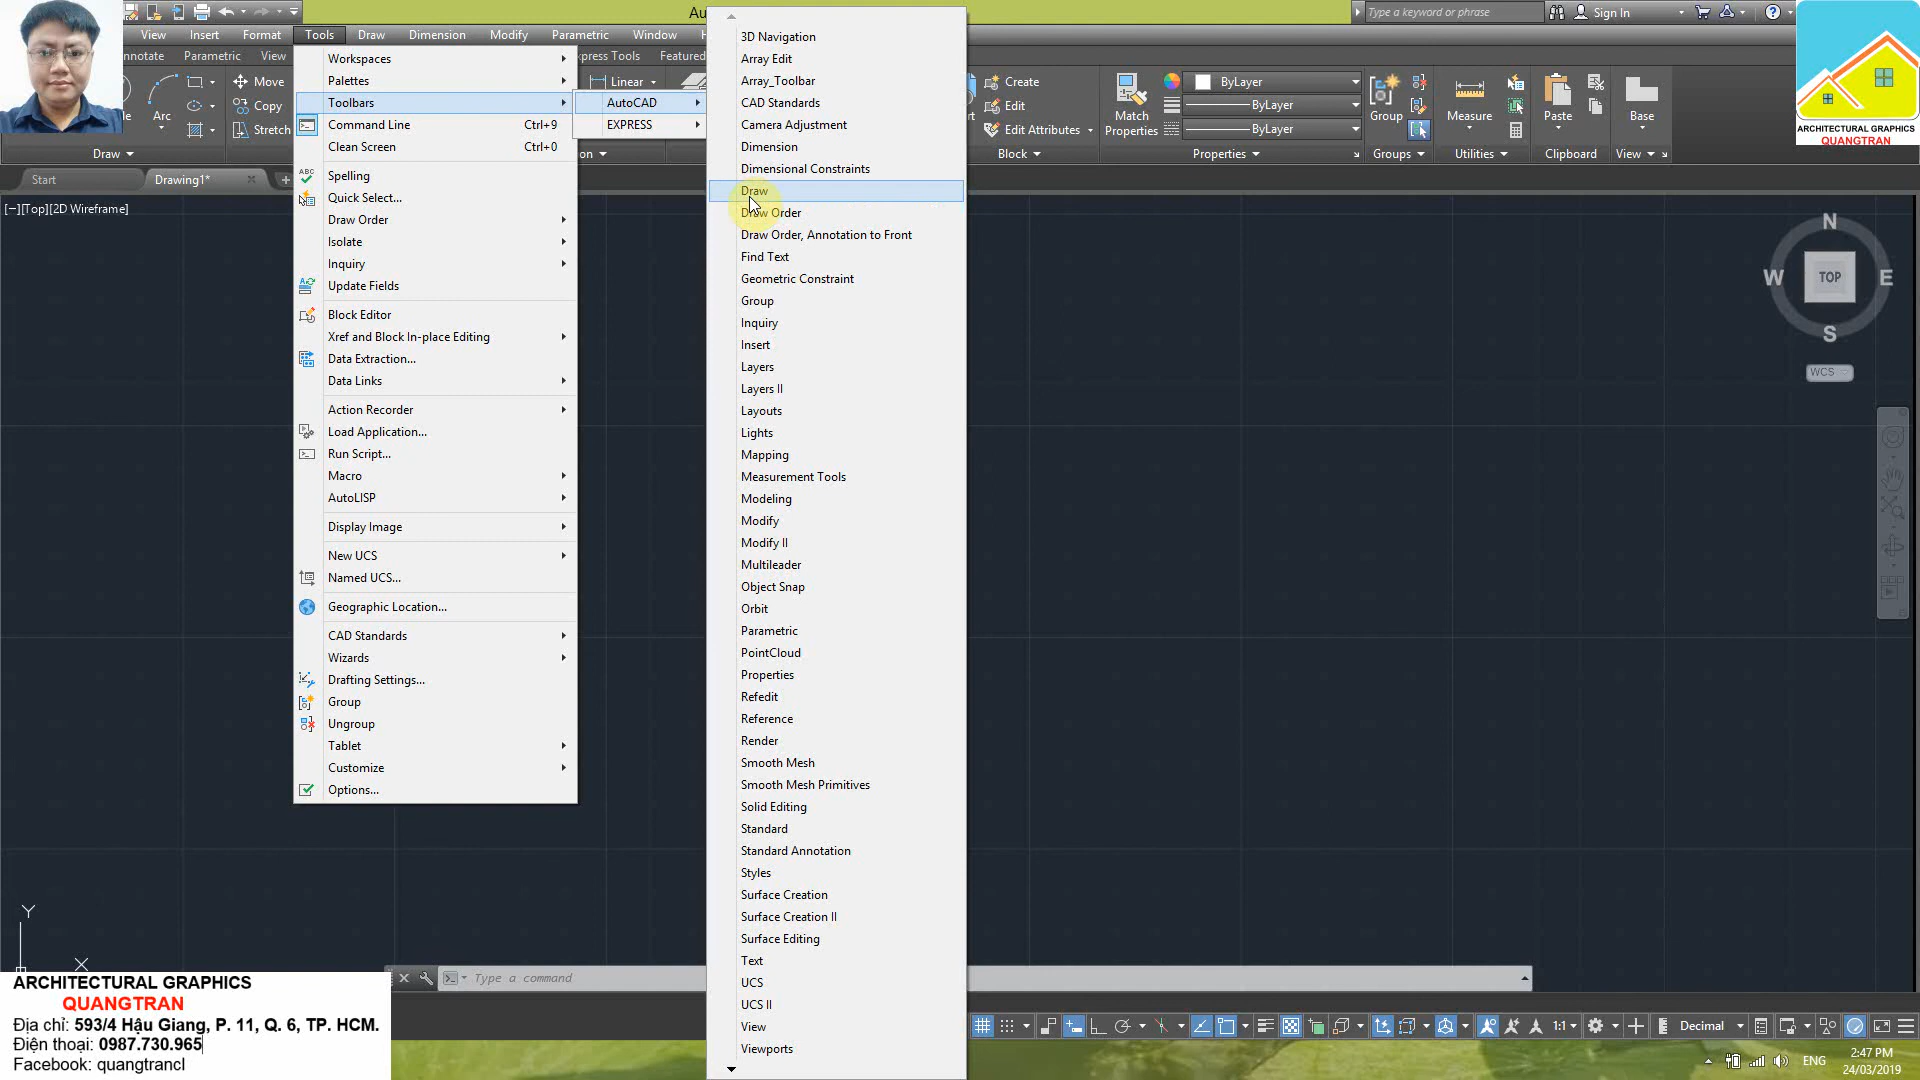 Au
Type a keyword or phrase
Sign In
View Insert Format Tools Draw Dimension Modify Parametric Window H
nnotate Parametric View
xpress Tools Featured
Move
Copy
Stretch
Arc
Draw
Linear
Create
Edit
Edit Attributes
Block
Match
Properties
ByLayer
ByLayer
ByLayer
Properties
Group
Groups
Measure
Utilities
Paste
Clipboard
Base
View
ARCHITECTURAL GRAPHICS
QUANGTRAN
Start
Drawing1*
[−][Top][2D Wireframe]
Workspaces
Palettes
Toolbars
Command Line Ctrl+9
Clean Screen Ctrl+0
ABC
Spelling
Quick Select...
Draw Order
Isolate
Inquiry
Update Fields
Block Editor
Xref and Block In-place Editing
Data Extraction...
Data Links
Action Recorder
Load Application...
Run Script...
Macro
AutoLISP
Display Image
New UCS
Named UCS...
Geographic Location...
CAD Standards
Wizards
Drafting Settings...
Group
Ungroup
Tablet
Customize
Options...
AutoCAD
EXPRESS
3D Navigation
Array Edit
Array_Toolbar
CAD Standards
Camera Adjustment
Dimension
Dimensional Constraints
Draw
Draw Order
Draw Order, Annotation to Front
Find Text
Geometric Constraint
Group
Inquiry
Insert
Layers
Layers II
Layouts
Lights
Mapping
Measurement Tools
Modeling
Modify
Modify II
Multileader
Object Snap
Orbit
Parametric
PointCloud
Properties
Refedit
Reference
Render
Smooth Mesh
Smooth Mesh Primitives
Solid Editing
Standard
Standard Annotation
Styles
Surface Creation
Surface Creation II
Surface Editing
Text
UCS
UCS II
View
Viewports
N
W TOP E
S
WCS
Y
X
Type a command
ARCHITECTURAL GRAPHICS
QUANGTRAN
Địa chỉ: 593/4 Hậu Giang, P. 11, Q. 6, TP. HCM.
Điện thoại: 0987.730.965
Facebook: quangtrancl
1:1
Decimal
ENG
2:47 PM
24/03/2019